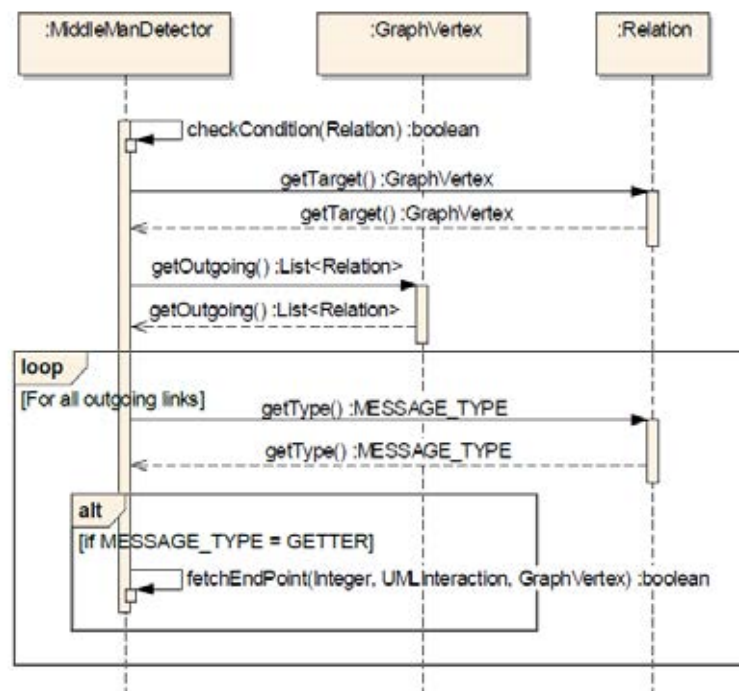 :MiddleManDetector
:GraphVertex
:Relation
checkCondition(Relation) :boolean
getTarget() :GraphVertex
getTarget() :GraphVertex
getOutgoing() :List<Relation>
getOutgoing() :List<Relation>
loop
[For all outgoing links]
getType() :MESSAGE_TYPE
getType() :MESSAGE_TYPE
alt
[if MESSAGE_TYPE = GETTER]
fetchEndPoint(Integer, UMLInteraction, GraphVertex) :boolean